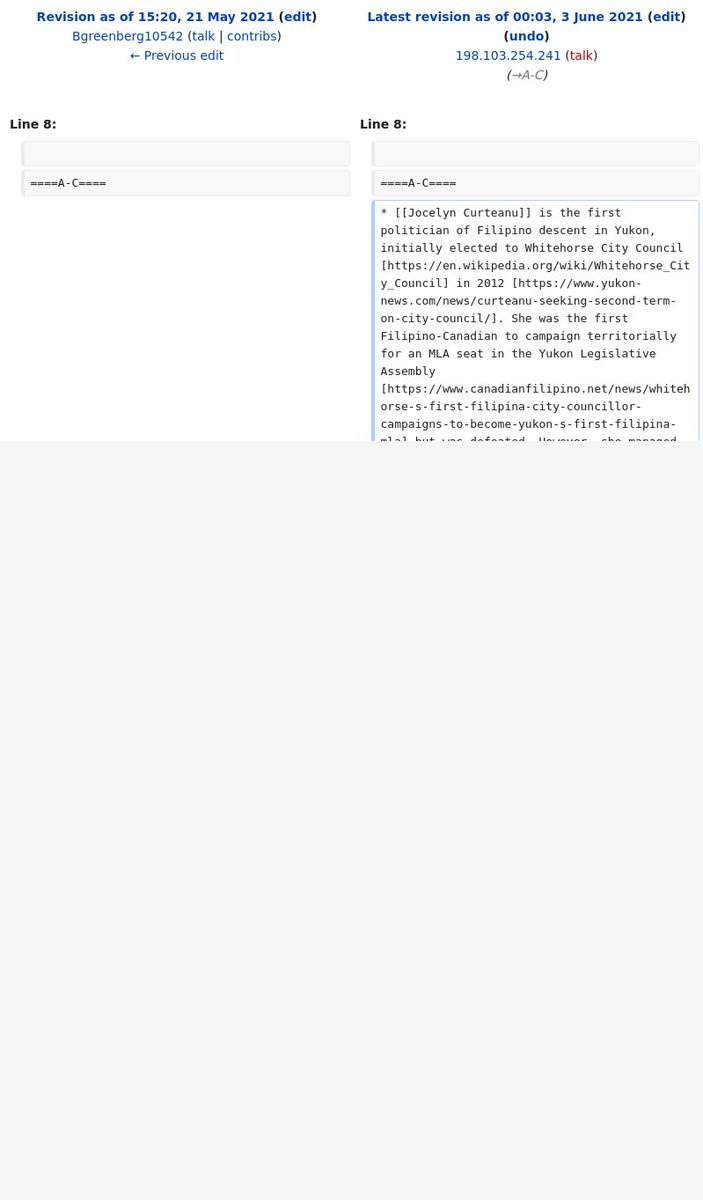 Revision as of 15:20, 21 May 2021 (edit)
Bgreenberg10542 (talk | contribs)
← Previous edit
Latest revision as of 00:03, 3 June 2021 (edit)
(undo)
198.103.254.241 (talk)
(→A-C)
Line 8:
Line 8:
====A-C====
====A-C====
* [[Jocelyn Curteanu]] is the first
politician of Filipino descent in Yukon,
initially elected to Whitehorse City Council
[https://en.wikipedia.org/wiki/Whitehorse_Cit
y_Council] in 2012 [https://www.yukon-
news.com/news/curteanu-seeking-second-term-
on-city-council/]. She was the first
Filipino-Canadian to campaign territorially
for an MLA seat in the Yukon Legislative
Assembly
[https://www.canadianfilipino.net/news/whiteh
orse-s-first-filipina-city-councillor-
campaigns-to-become-yukon-s-first-filipina-
mla] but was defeated. However, she managed